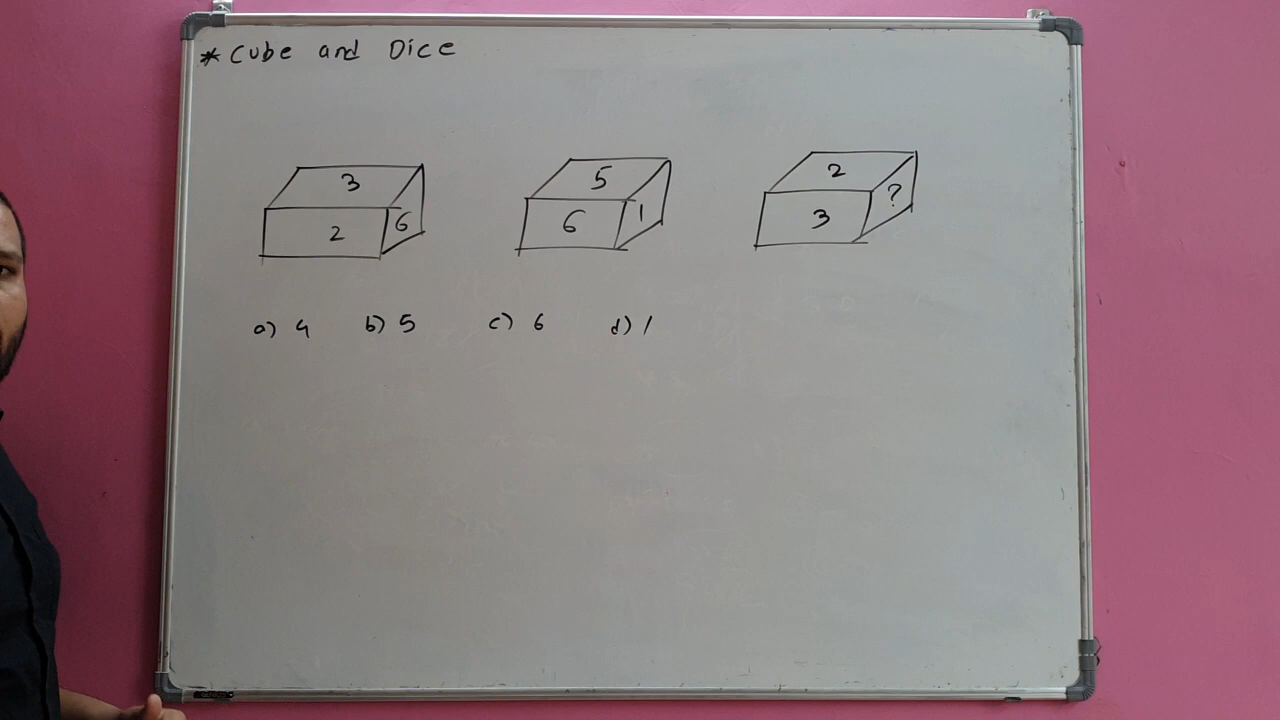 * Cube and Dice
3 5 2
2 6 6 1 3 ?
a) 4 b) 5 c) 6 d) 1